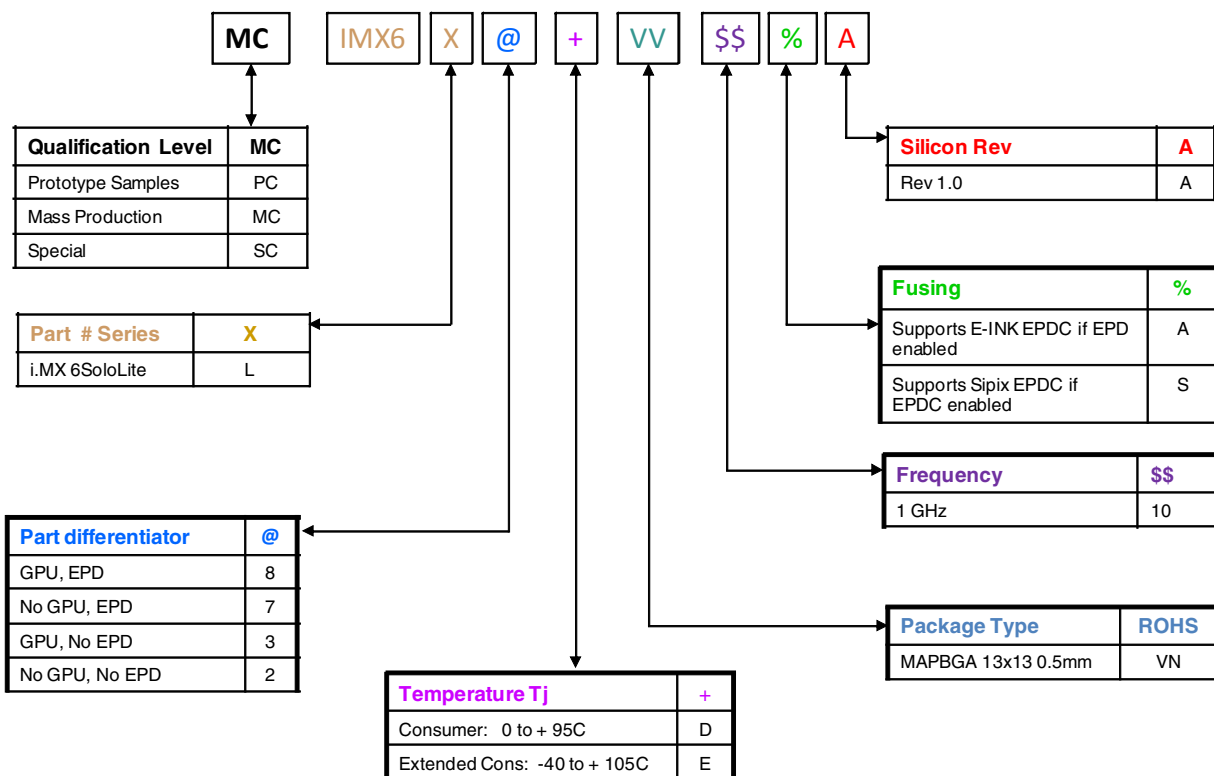 MC IMX6 X @ + VV $$ % A
Qualification Level MC
Prototype Samples PC
Mass Production MC
Special SC
Silicon Rev A
Rev 1.0 A
Part # Series X
i.MX 6SoloLite L
Fusing %
Supports E-INK EPDC if EPD
enabled A
Supports Sipix EPDC if
EPDC enabled S
Frequency $$
1 GHz 10
Part differentiator @
GPU, EPD 8
No GPU, EPD 7
GPU, No EPD 3
No GPU, No EPD 2
Package Type ROHS
MAPBGA 13x13 0.5mm VN
Temperature Tj +
Consumer: 0 to + 95C D
Extended Cons: -40 to + 105C E